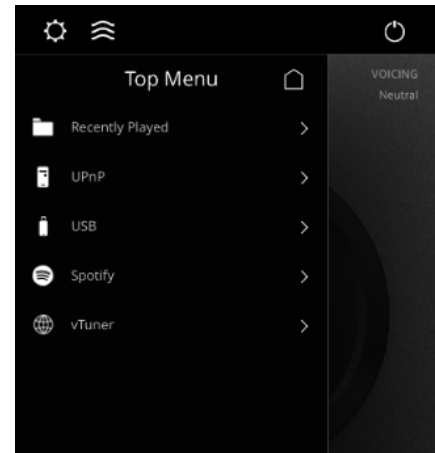 Top Menu
VOICING
Neutral
Recently Played
UPnP
USB
Spotify
vTuner